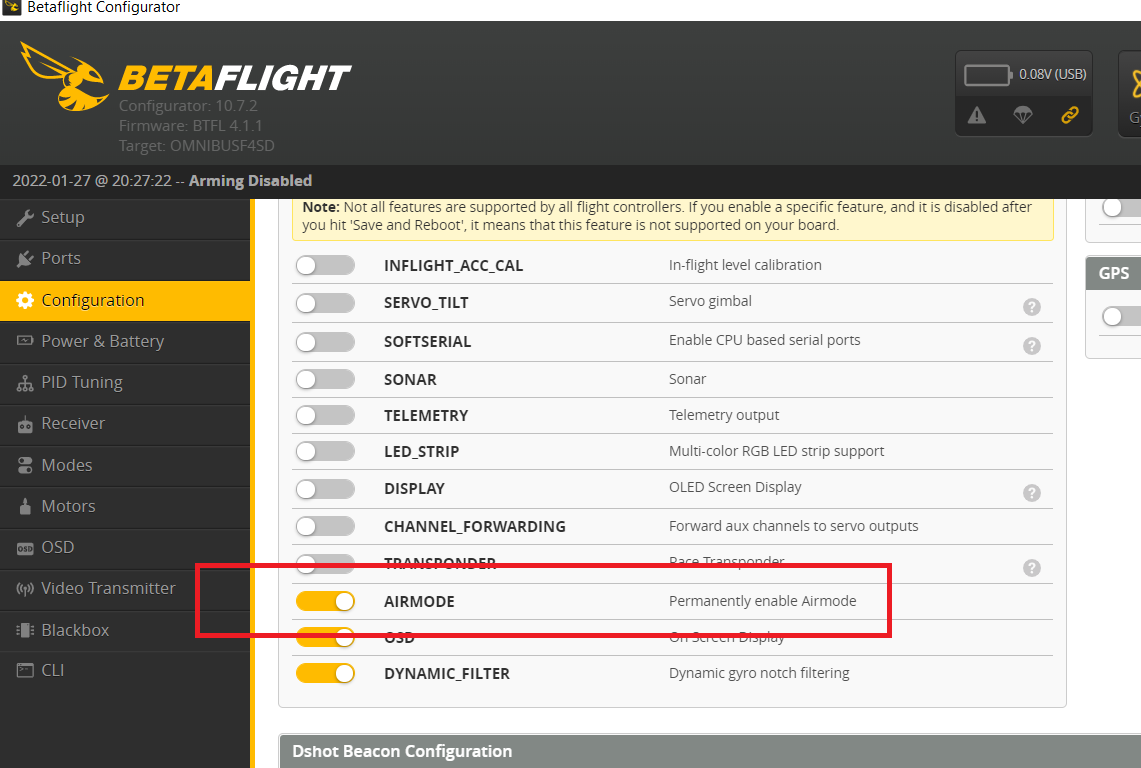 Betaflight Configurator
BETAFLIGHT
Configurator: 10.7.2
Firmware: BTFL 4.1.1
Target: OMNIBUSF4SD
0.08V (USB)
2022-01-27 @ 20:27:22 -- Arming Disabled
Setup
Ports
Configuration
Power & Battery
PID Tuning
Receiver
Modes
Motors
OSD
Video Transmitter
Blackbox
CLI
Note: Not all features are supported by all flight controllers. If you enable a specific feature, and it is disabled after
you hit 'Save and Reboot', it means that this feature is not supported on your board.
INFLIGHT_ACC_CAL In-flight level calibration
SERVO_TILT Servo gimbal ?
SOFTSERIAL Enable CPU based serial ports ?
SONAR Sonar
TELEMETRY Telemetry output
LED_STRIP Multi-color RGB LED strip support
DISPLAY OLED Screen Display ?
CHANNEL_FORWARDING Forward aux channels to servo outputs
TRANSPONDER Race Transponder ?
AIRMODE Permanently enable Airmode
OSD On Screen Display
DYNAMIC_FILTER Dynamic gyro notch filtering
GPS
Dshot Beacon Configuration